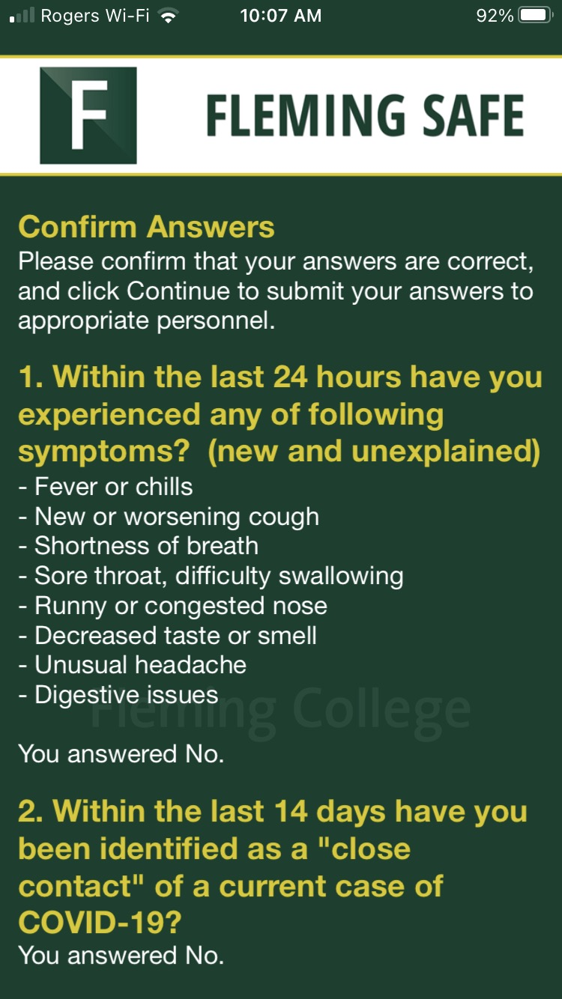 Rogers Wi-Fi 10:07 AM 92%
F FLEMING SAFE
Confirm Answers
Please confirm that your answers are correct,
and click Continue to submit your answers to
appropriate personnel.
1. Within the last 24 hours have you
experienced any of following
symptoms?  (new and unexplained)
- Fever or chills
- New or worsening cough
- Shortness of breath
- Sore throat, difficulty swallowing
- Runny or congested nose
- Decreased taste or smell
- Unusual headache
- Digestive issues
Fleming College
You answered No.
2. Within the last 14 days have you
been identified as a "close
contact" of a current case of
COVID-19?
You answered No.